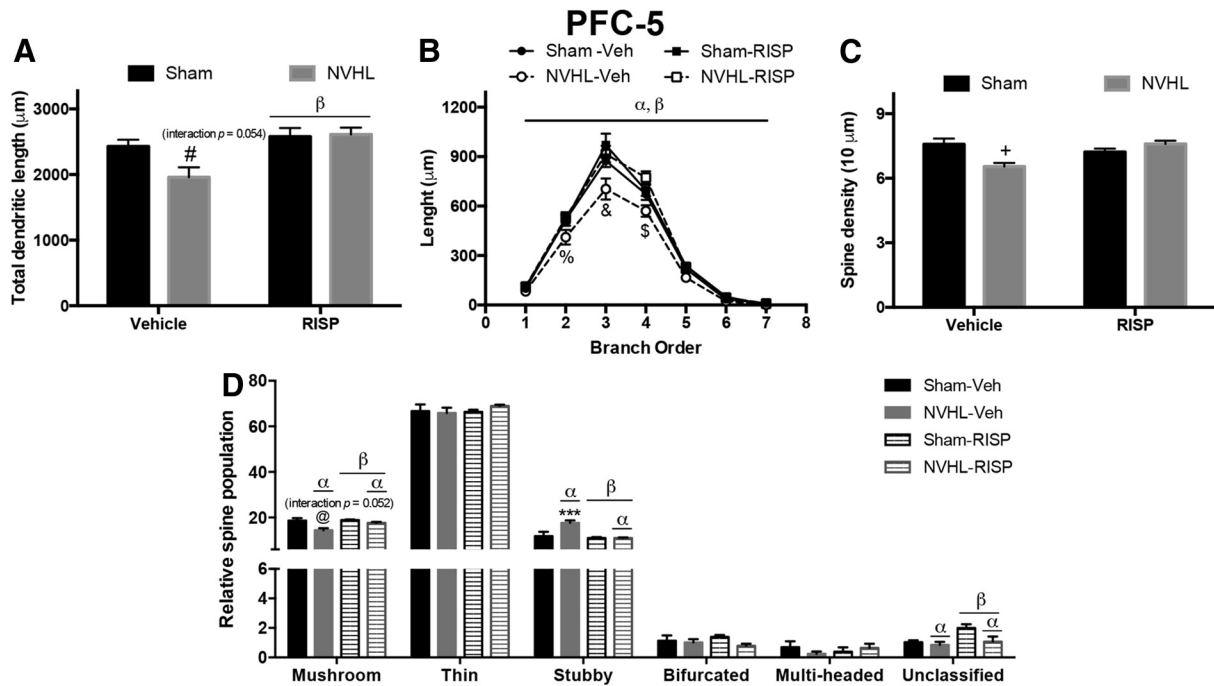 PFC-5
A
Sham NVHL
Total dendritic length (μm)
3000
2000
1000
0
(interaction p = 0.054)
#
β
Vehicle RISP
B
Sham -Veh Sham-RISP
NVHL-Veh NVHL-RISP
Lenght (μm)
1200
900
600
300
0
α, β
%
&
$
0 1 2 3 4 5 6 7 8
Branch Order
C
Sham NVHL
Spine density (10 μm)
9
6
3
0
+
Vehicle RISP
D
Sham-Veh
NVHL-Veh
Sham-RISP
NVHL-RISP
Relative spine population
80
60
40
20
6
4
2
0
β
α α
(interaction p = 0.052)
@
α β
*** α
β
α α
Mushroom Thin Stubby Bifurcated Multi-headed Unclassified